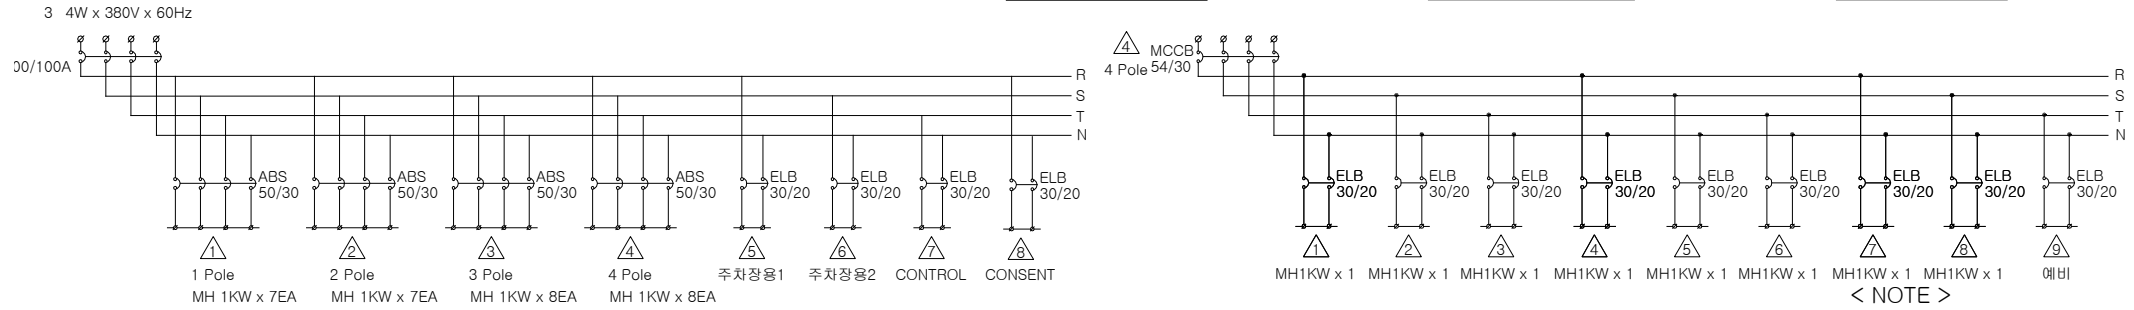 3 4W x 380V x 60Hz
00/100A
R
S
T
N
ABS
50/30
ABS
50/30
ABS
50/30
ABS
50/30
ELB
30/20
ELB
30/20
ELB
30/20
ELB
30/20
1
2
3
4
5
6
7
8
1 Pole
2 Pole
3 Pole
4 Pole
주차장용1
주차장용2
CONTROL
CONSENT
MH 1KW x 7EA
MH 1KW x 7EA
MH 1KW x 8EA
MH 1KW x 8EA
4
4 Pole
MCCB
54/30
R
S
T
N
ELB
30/20
ELB
30/20
ELB
30/20
ELB
30/20
ELB
30/20
ELB
30/20
ELB
30/20
ELB
30/20
ELB
30/20
1
2
3
4
5
6
7
8
9
MH1KW x 1
MH1KW x 1
MH1KW x 1
MH1KW x 1
MH1KW x 1
MH1KW x 1
MH1KW x 1
MH1KW x 1
예비
< NOTE >